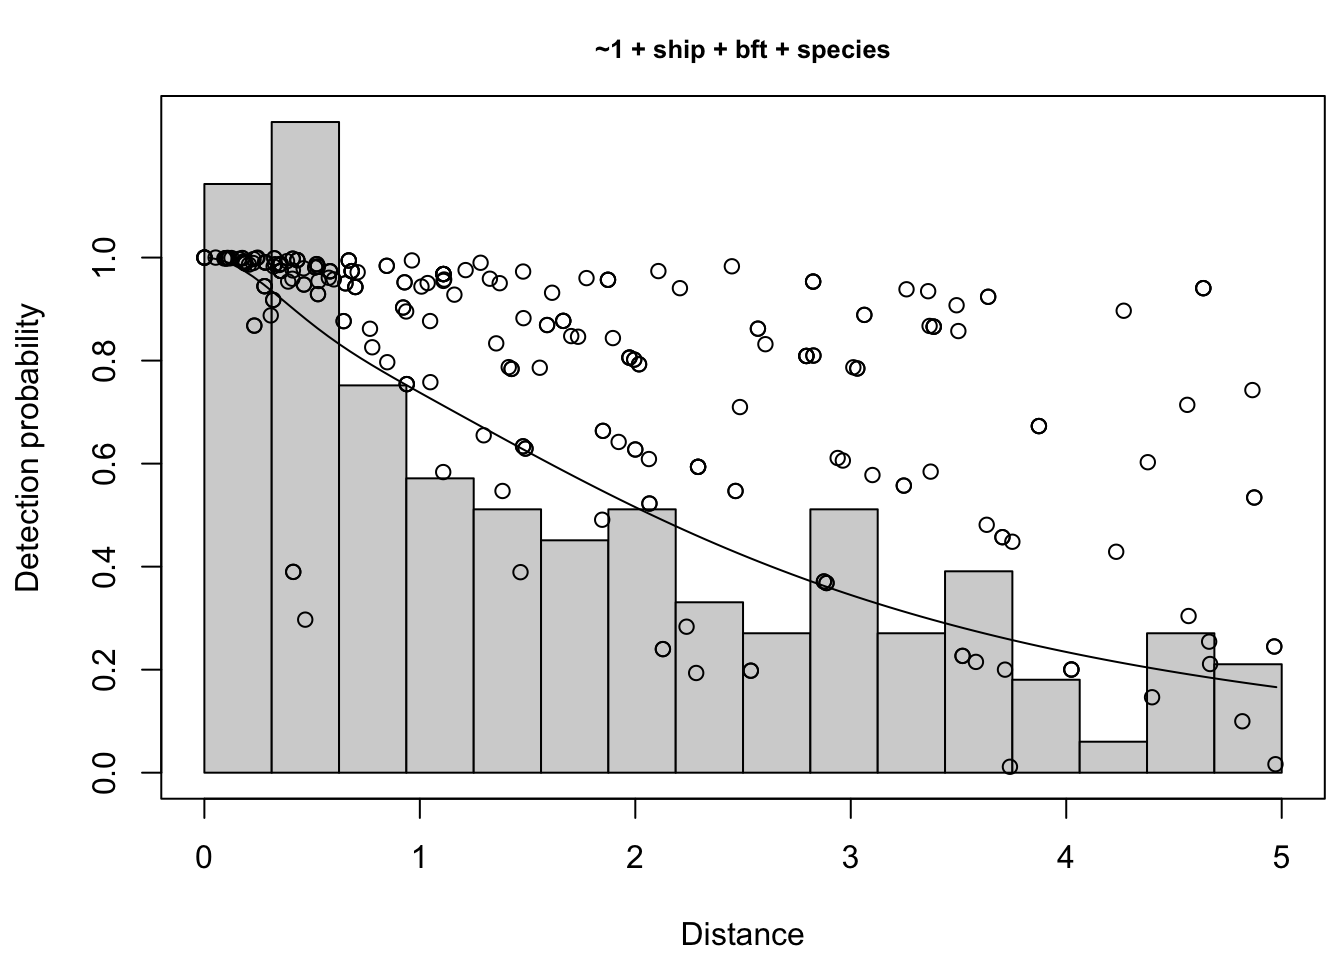 ~1 + ship + bft + species
Detection probability
1.0
0.8
0.6
0.4
0.2
0.0
0 1 2 3 4 5
Distance